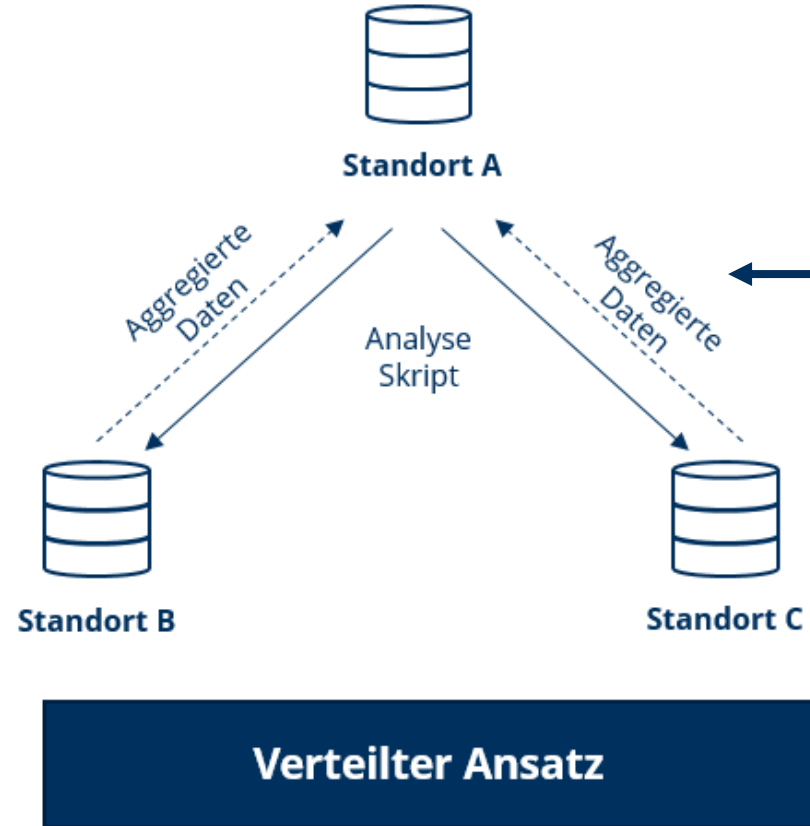 Standort A
Aggregierte
Daten
Aggregierte
Daten
Analyse
Skript
Standort B
Standort C
Verteilter Ansatz